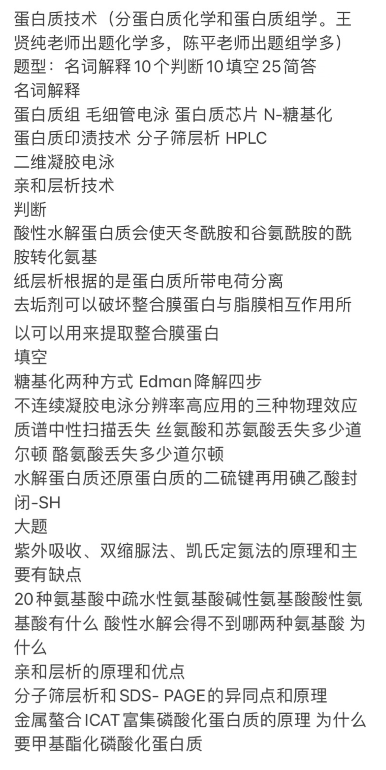 蛋白质技术（分蛋白质化学和蛋白质组学。王
贤纯老师出题化学多，陈平老师出题组学多）
题型：名词解释10个判断10填空25简答
名词解释
蛋白质组 毛细管电泳 蛋白质芯片 N-糖基化
蛋白质印渍技术 分子筛层析 HPLC
二维凝胶电泳
亲和层析技术
判断
酸性水解蛋白质会使天冬酰胺和谷氨酰胺的酰
胺转化氨基
纸层析根据的是蛋白质所带电荷分离
去垢剂可以破坏整合膜蛋白与脂膜相互作用所
以可以用来提取整合膜蛋白
填空
糖基化两种方式 Edman降解四步
不连续凝胶电泳分辨率高应用的三种物理效应
质谱中性扫描丢失 丝氨酸和苏氨酸丢失多少道
尔顿 酪氨酸丢失多少道尔顿
水解蛋白质还原蛋白质的二硫键再用碘乙酸封
闭-SH
大题
紫外吸收、双缩脲法、凯氏定氮法的原理和主
要有缺点
20种氨基酸中疏水性氨基酸碱性氨基酸酸性氨
基酸有什么 酸性水解会得不到哪两种氨基酸 为
什么
亲和层析的原理和优点
分子筛层析和SDS- PAGE的异同点和原理
金属螯合ICAT富集磷酸化蛋白质的原理 为什么
要甲基酯化磷酸化蛋白质